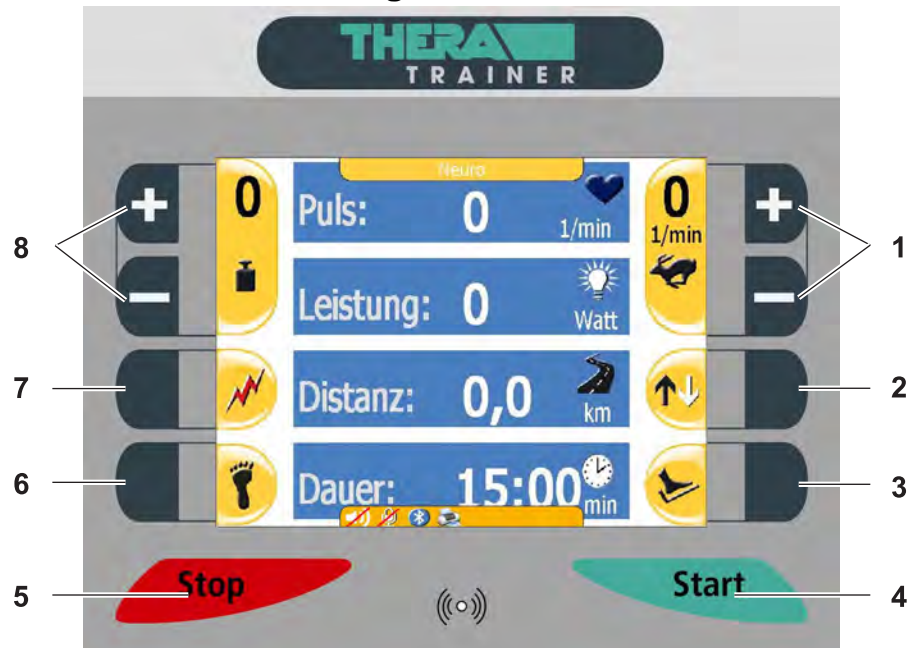 THERA
TRAINER
Neuro
+ 0 Puls: 0 1/min 0 1/min +
8 1
− Leistung: 0 Watt −
7 Distanz: 0,0 km 2
6 Dauer: 15:00 min 3
5 Stop Start 4